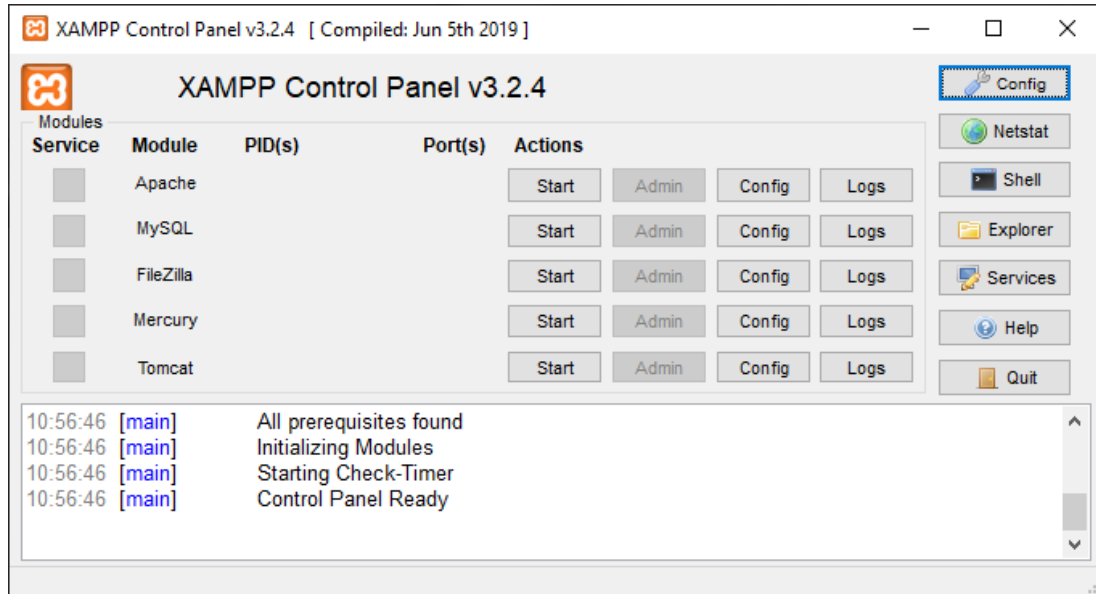 XAMPP Control Panel v3.2.4 [ Compiled: Jun 5th 2019 ]
XAMPP Control Panel v3.2.4
Config
Netstat
Shell
Explorer
Services
Help
Quit
Modules
Service Module PID(s) Port(s) Actions
Apache Start Admin Config Logs
MySQL Start Admin Config Logs
FileZilla Start Admin Config Logs
Mercury Start Admin Config Logs
Tomcat Start Admin Config Logs
10:56:46 [main] All prerequisites found
10:56:46 [main] Initializing Modules
10:56:46 [main] Starting Check-Timer
10:56:46 [main] Control Panel Ready